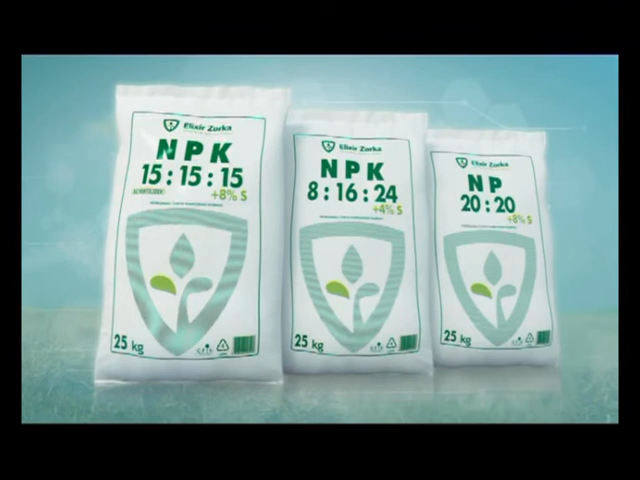 Elixir Zorka
NPK
15:15:15
+8% S
25 kg
Elixir Zorka
NPK
8:16:24
+4% S
25 kg
Elixir Zorka
NP
20:20
+8% S
25 kg